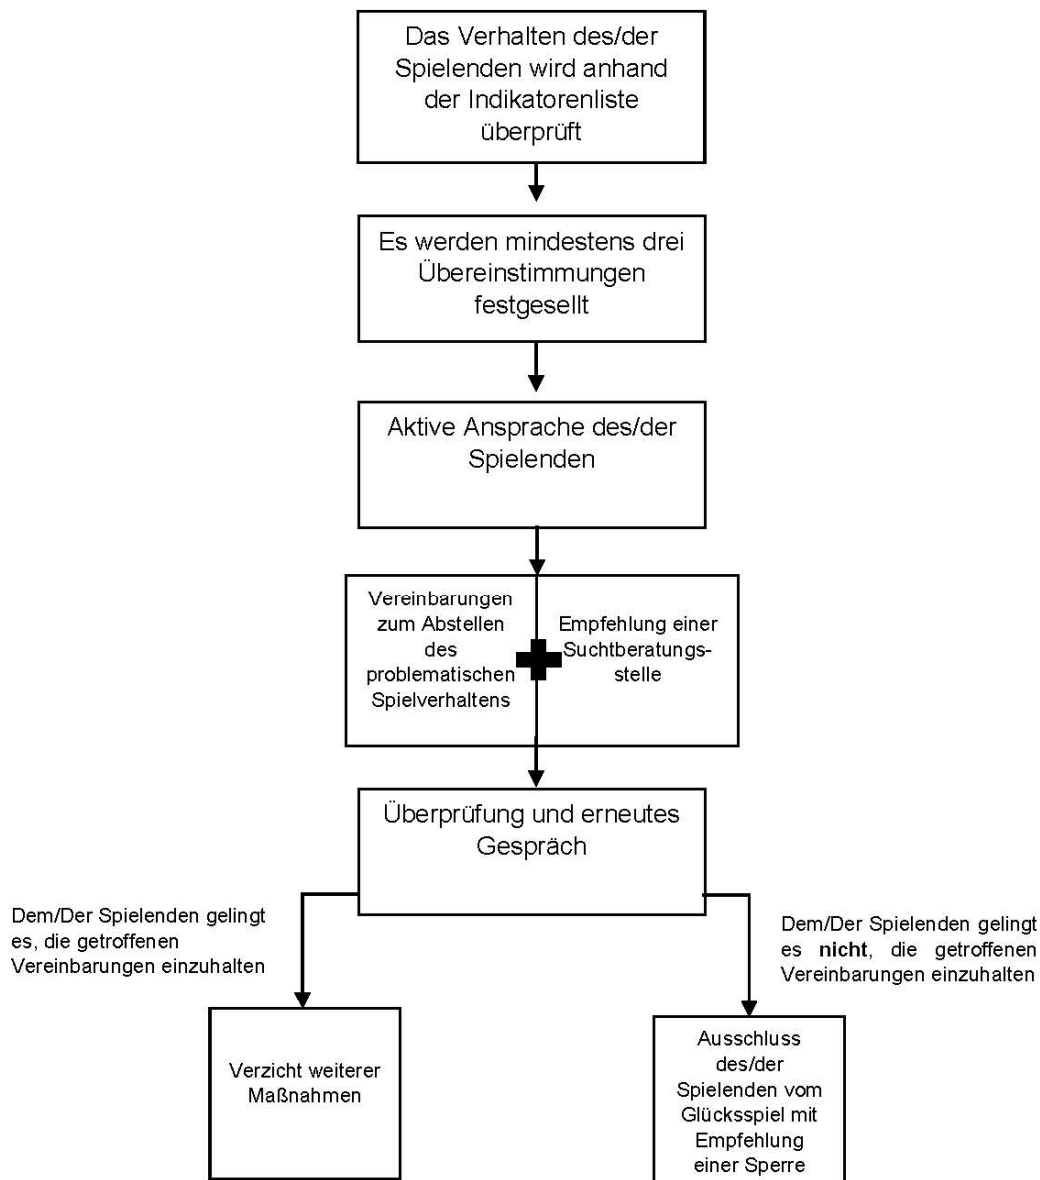 Das Verhalten des/der
Spielenden wird anhand
der Indikatorenliste
überprüft
Es werden mindestens drei
Übereinstimmungen
festgesellt
Aktive Ansprache des/der
Spielenden
Vereinbarungen
zum Abstellen
des
problematischen
Spielverhaltens
Empfehlung einer
Suchtberatungs-
stelle
Überprüfung und erneutes
Gespräch
Dem/Der Spielenden gelingt
es, die getroffenen
Vereinbarungen einzuhalten
Dem/Der Spielenden gelingt
es nicht, die getroffenen
Vereinbarungen einzuhalten
Verzicht weiterer
Maßnahmen
Ausschluss
des/der
Spielenden vom
Glücksspiel mit
Empfehlung
einer Sperre